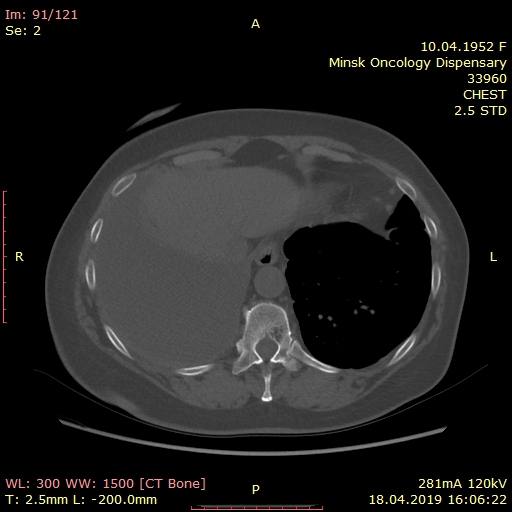 Im: 91/121
Se: 2
A
10.04.1952 F
Minsk Oncology Dispensary
33960
CHEST
2.5 STD
R
L
WL: 300 WW: 1500 [CT Bone]
T: 2.5mm L: -200.0mm
P
281mA 120kV
18.04.2019 16:06:22